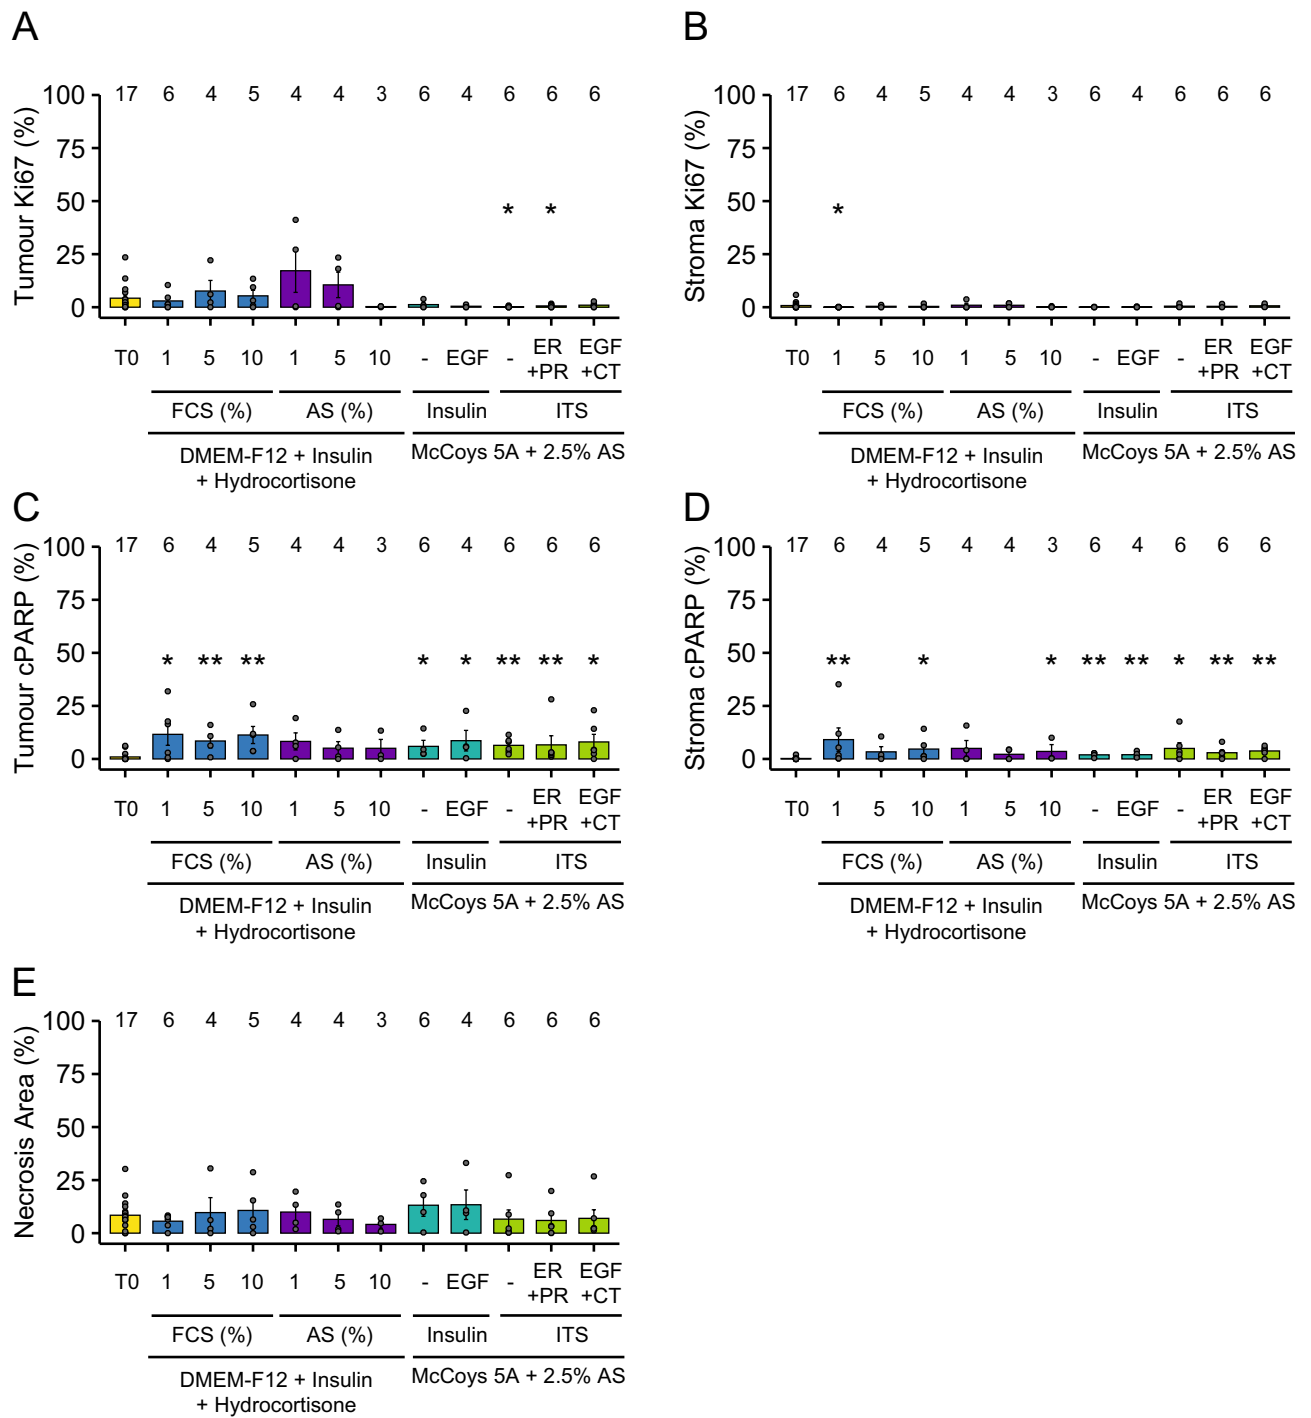 A
Tumour Ki67 (%)
17 6 4 5 4 4 3 6 4 6 6 6
100
75
50
25
0
* *
T0 1 5 10 1 5 10 - EGF - ER +PR EGF +CT
FCS (%) AS (%) Insulin ITS
DMEM-F12 + Insulin + Hydrocortisone McCoys 5A + 2.5% AS
B
Stroma Ki67 (%)
17 6 4 5 4 4 3 6 4 6 6 6
100
75
50
25
0
*
T0 1 5 10 1 5 10 - EGF - ER +PR EGF +CT
FCS (%) AS (%) Insulin ITS
DMEM-F12 + Insulin + Hydrocortisone McCoys 5A + 2.5% AS
C
Tumour cPARP (%)
17 6 4 5 4 4 3 6 4 6 6 6
100
75
50
25
0
* ** ** * * ** ** *
T0 1 5 10 1 5 10 - EGF - ER +PR EGF +CT
FCS (%) AS (%) Insulin ITS
DMEM-F12 + Insulin + Hydrocortisone McCoys 5A + 2.5% AS
D
Stroma cPARP (%)
17 6 4 5 4 4 3 6 4 6 6 6
100
75
50
25
0
** * * ** ** * ** **
T0 1 5 10 1 5 10 - EGF - ER +PR EGF +CT
FCS (%) AS (%) Insulin ITS
DMEM-F12 + Insulin + Hydrocortisone McCoys 5A + 2.5% AS
E
Necrosis Area (%)
17 6 4 5 4 4 3 6 4 6 6 6
100
75
50
25
0
T0 1 5 10 1 5 10 - EGF - ER +PR EGF +CT
FCS (%) AS (%) Insulin ITS
DMEM-F12 + Insulin + Hydrocortisone McCoys 5A + 2.5% AS